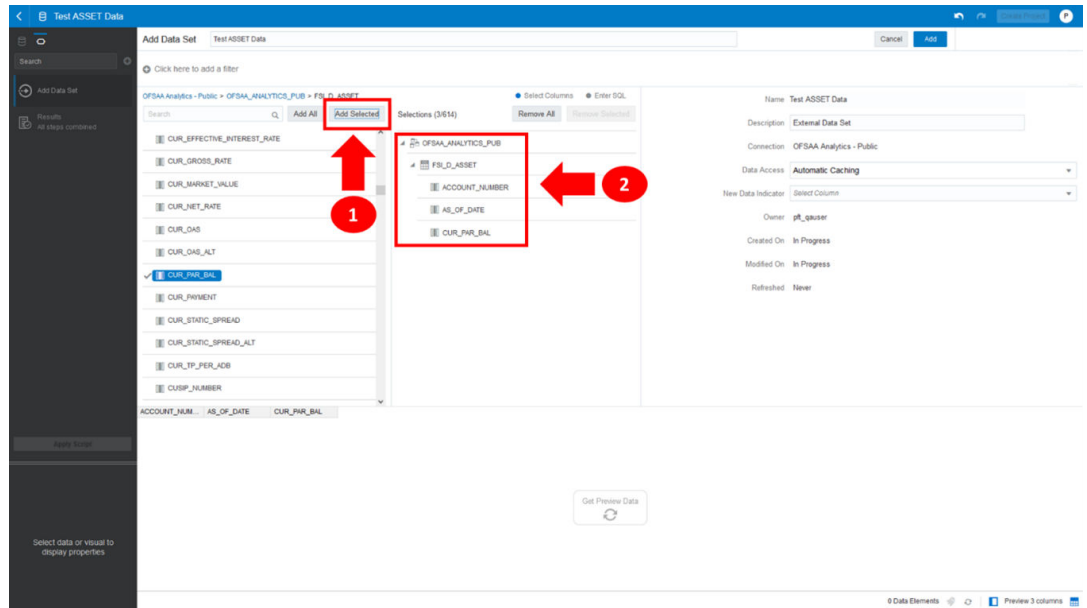 Test ASSET Data
Create Project
P
Search
Add Data Set
Results
All steps combined
Apply Script
Select data or visual to
display properties
Add Data Set
Test ASSET Data
Cancel
Add
Click here to add a filter
OFSAA Analytics - Public > OFSAA_ANALYTICS_PUB > FSI_D_ASSET
Search
Add All
Add Selected
CUR_EFFECTIVE_INTEREST_RATE
CUR_GROSS_RATE
CUR_MARKET_VALUE
CUR_NET_RATE
CUR_OAS
CUR_OAS_ALT
CUR_PAR_BAL
CUR_PAYMENT
CUR_STATIC_SPREAD
CUR_STATIC_SPREAD_ALT
CUR_TP_PER_ADB
CUSIP_NUMBER
1
Select Columns
Enter SQL
Selections (3/614)
Remove All
Remove Selected
OFSAA_ANALYTICS_PUB
FSI_D_ASSET
ACCOUNT_NUMBER
AS_OF_DATE
CUR_PAR_BAL
2
Name Test ASSET Data
Description External Data Set
Connection OFSAA Analytics - Public
Data Access Automatic Caching
New Data Indicator Select Column
Owner pft_qauser
Created On In Progress
Modified On In Progress
Refreshed Never
ACCOUNT_NUM... AS_OF_DATE CUR_PAR_BAL
Get Preview Data
0 Data Elements
Preview 3 columns